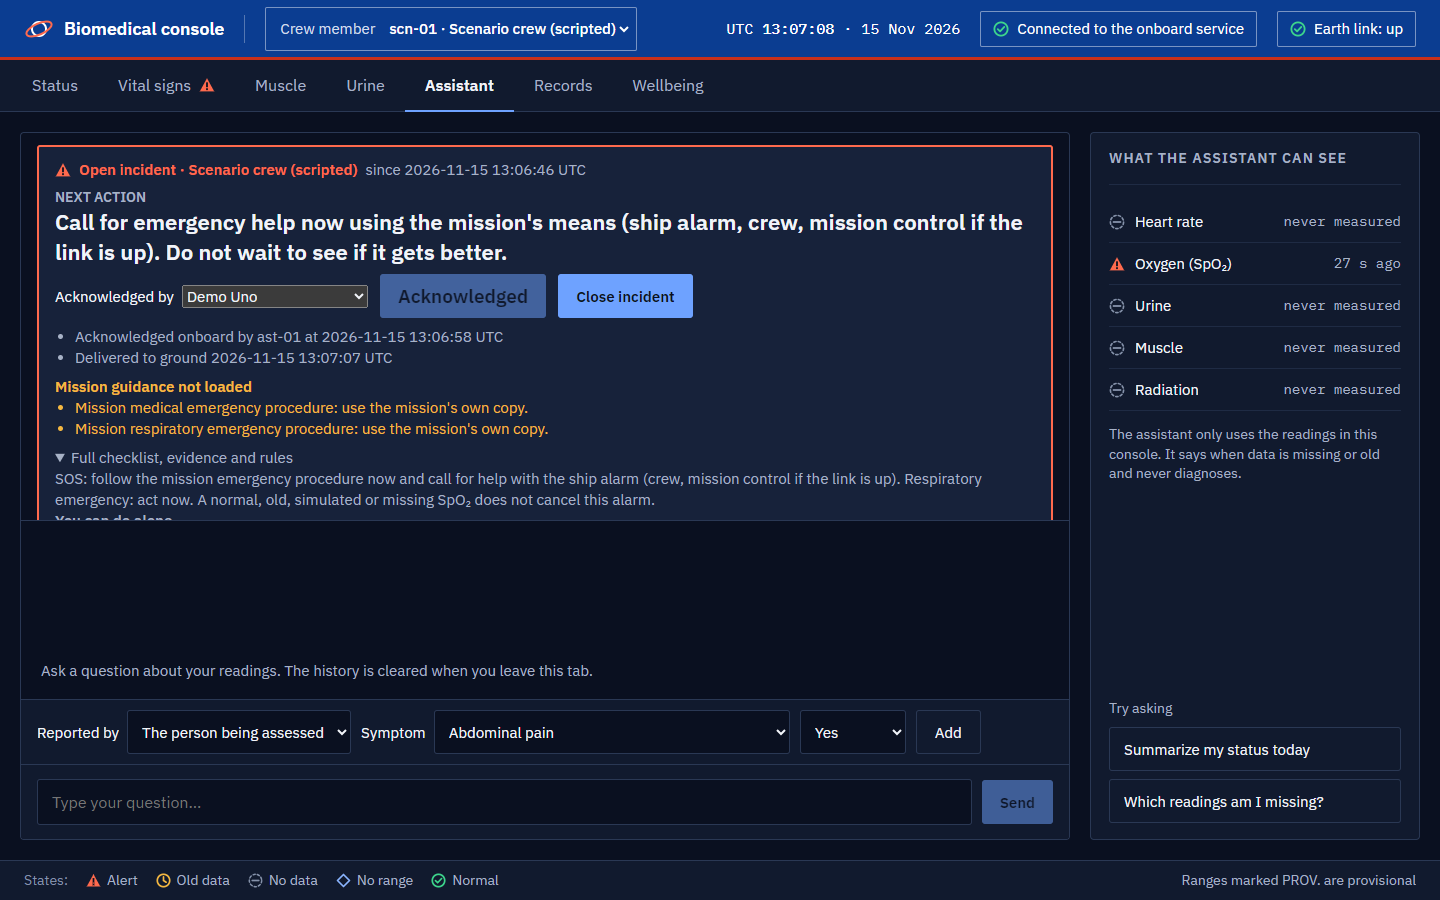 Biomedical console
Crew member scn-01 · Scenario crew (scripted)
UTC 13:07:08 · 15 Nov 2026
Connected to the onboard service
Earth link: up
Status
Vital signs
Muscle
Urine
Assistant
Records
Wellbeing
Open incident · Scenario crew (scripted) since 2026-11-15 13:06:46 UTC
NEXT ACTION
Call for emergency help now using the mission's means (ship alarm, crew, mission control if the
link is up). Do not wait to see if it gets better.
Acknowledged by Demo Uno Acknowledged Close incident
• Acknowledged onboard by ast-01 at 2026-11-15 13:06:58 UTC
• Delivered to ground 2026-11-15 13:07:07 UTC
Mission guidance not loaded
• Mission medical emergency procedure: use the mission's own copy.
• Mission respiratory emergency procedure: use the mission's own copy.
▼ Full checklist, evidence and rules
SOS: follow the mission emergency procedure now and call for help with the ship alarm (crew, mission control if the link is up). Respiratory
emergency: act now. A normal, old, simulated or missing SpO₂ does not cancel this alarm.
You can do alone
Ask a question about your readings. The history is cleared when you leave this tab.
Reported by The person being assessed Symptom Abdominal pain Yes Add
Type your question...
Send
WHAT THE ASSISTANT CAN SEE
Heart rate never measured
Oxygen (SpO₂) 27 s ago
Urine never measured
Muscle never measured
Radiation never measured
The assistant only uses the readings in this
console. It says when data is missing or old
and never diagnoses.
Try asking
Summarize my status today
Which readings am I missing?
States: Alert Old data No data No range Normal
Ranges marked PROV. are provisional